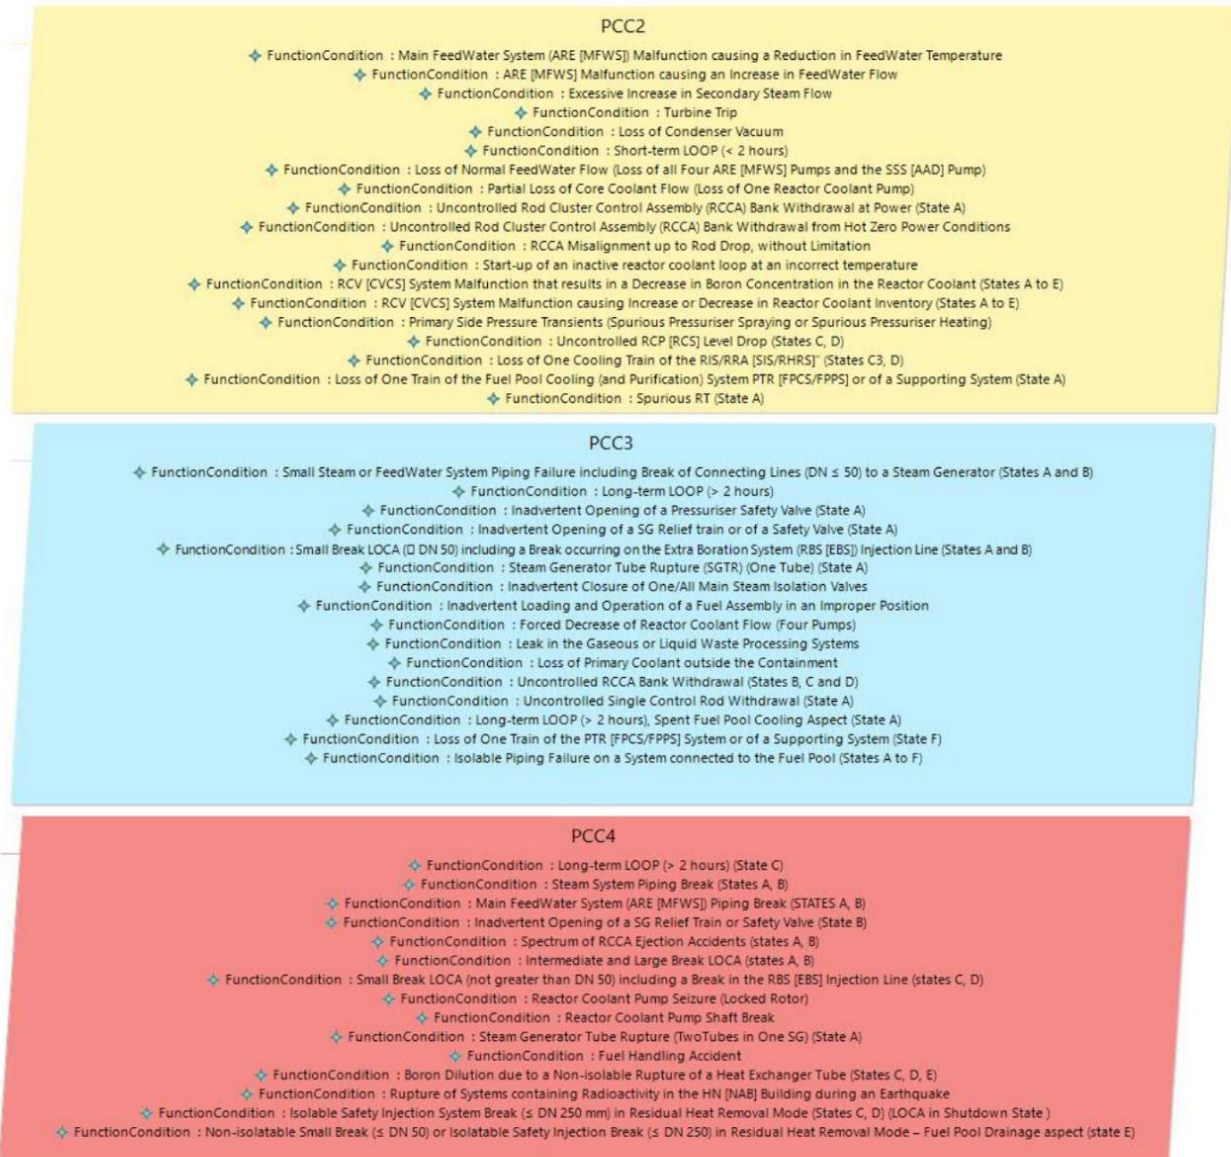 PCC2
FunctionCondition : Main FeedWater System (ARE [MFWS]) Malfunction causing a Reduction in FeedWater Temperature
FunctionCondition : ARE [MFWS] Malfunction causing an Increase in FeedWater Flow
FunctionCondition : Excessive Increase in Secondary Steam Flow
FunctionCondition : Turbine Trip
FunctionCondition : Loss of Condenser Vacuum
FunctionCondition : Short-term LOOP (< 2 hours)
FunctionCondition : Loss of Normal FeedWater Flow (Loss of all Four ARE [MFWS] Pumps and the SSS [AAD] Pump)
FunctionCondition : Partial Loss of Core Coolant Flow (Loss of One Reactor Coolant Pump)
FunctionCondition : Uncontrolled Rod Cluster Control Assembly (RCCA) Bank Withdrawal at Power (State A)
FunctionCondition : Uncontrolled Rod Cluster Control Assembly (RCCA) Bank Withdrawal from Hot Zero Power Conditions
FunctionCondition : RCCA Misalignment up to Rod Drop, without Limitation
FunctionCondition : Start-up of an inactive reactor coolant loop at an incorrect temperature
FunctionCondition : RCV [CVCS] System Malfunction that results in a Decrease in Boron Concentration in the Reactor Coolant (States A to E)
FunctionCondition : RCV [CVCS] System Malfunction causing Increase or Decrease in Reactor Coolant Inventory (States A to E)
FunctionCondition : Primary Side Pressure Transients (Spurious Pressuriser Spraying or Spurious Pressuriser Heating)
FunctionCondition : Uncontrolled RCP [RCS] Level Drop (States C, D)
FunctionCondition : Loss of One Cooling Train of the RIS/RRA [SIS/RHRS]" (States C3, D)
FunctionCondition : Loss of One Train of the Fuel Pool Cooling (and Purification) System PTR [FPCS/FPPS] or of a Supporting System (State A)
FunctionCondition : Spurious RT (State A)
PCC3
FunctionCondition : Small Steam or FeedWater System Piping Failure including Break of Connecting Lines (DN ≤ 50) to a Steam Generator (States A and B)
FunctionCondition : Long-term LOOP (> 2 hours)
FunctionCondition : Inadvertent Opening of a Pressuriser Safety Valve (State A)
FunctionCondition : Inadvertent Opening of a SG Relief train or of a Safety Valve (State A)
FunctionCondition : Small Break LOCA (□ DN 50) including a Break occurring on the Extra Boration System (RBS [EBS]) Injection Line (States A and B)
FunctionCondition : Steam Generator Tube Rupture (SGTR) (One Tube) (State A)
FunctionCondition : Inadvertent Closure of One/All Main Steam Isolation Valves
FunctionCondition : Inadvertent Loading and Operation of a Fuel Assembly in an Improper Position
FunctionCondition : Forced Decrease of Reactor Coolant Flow (Four Pumps)
FunctionCondition : Leak in the Gaseous or Liquid Waste Processing Systems
FunctionCondition : Loss of Primary Coolant outside the Containment
FunctionCondition : Uncontrolled RCCA Bank Withdrawal (States B, C and D)
FunctionCondition : Uncontrolled Single Control Rod Withdrawal (State A)
FunctionCondition : Long-term LOOP (> 2 hours), Spent Fuel Pool Cooling Aspect (State A)
FunctionCondition : Loss of One Train of the PTR [FPCS/FPPS] System or of a Supporting System (State F)
FunctionCondition : Isolable Piping Failure on a System connected to the Fuel Pool (States A to F)
PCC4
FunctionCondition : Long-term LOOP (> 2 hours) (State C)
FunctionCondition : Steam System Piping Break (States A, B)
FunctionCondition : Main FeedWater System (ARE [MFWS]) Piping Break (STATES A, B)
FunctionCondition : Inadvertent Opening of a SG Relief Train or Safety Valve (State B)
FunctionCondition : Spectrum of RCCA Ejection Accidents (states A, B)
FunctionCondition : Intermediate and Large Break LOCA (states A, B)
FunctionCondition : Small Break LOCA (not greater than DN 50) including a Break in the RBS [EBS] Injection Line (states C, D)
FunctionCondition : Reactor Coolant Pump Seizure (Locked Rotor)
FunctionCondition : Reactor Coolant Pump Shaft Break
FunctionCondition : Steam Generator Tube Rupture (TwoTubes in One SG) (State A)
FunctionCondition : Fuel Handling Accident
FunctionCondition : Boron Dilution due to a Non-isolable Rupture of a Heat Exchanger Tube (States C, D, E)
FunctionCondition : Rupture of Systems containing Radioactivity in the HN [NAB] Building during an Earthquake
FunctionCondition : Isolable Safety Injection System Break (≤ DN 250 mm) in Residual Heat Removal Mode (States C, D) (LOCA in Shutdown State )
FunctionCondition : Non-isolatable Small Break (≤ DN 50) or Isolatable Safety Injection Break (≤ DN 250) in Residual Heat Removal Mode – Fuel Pool Drainage aspect (state E)